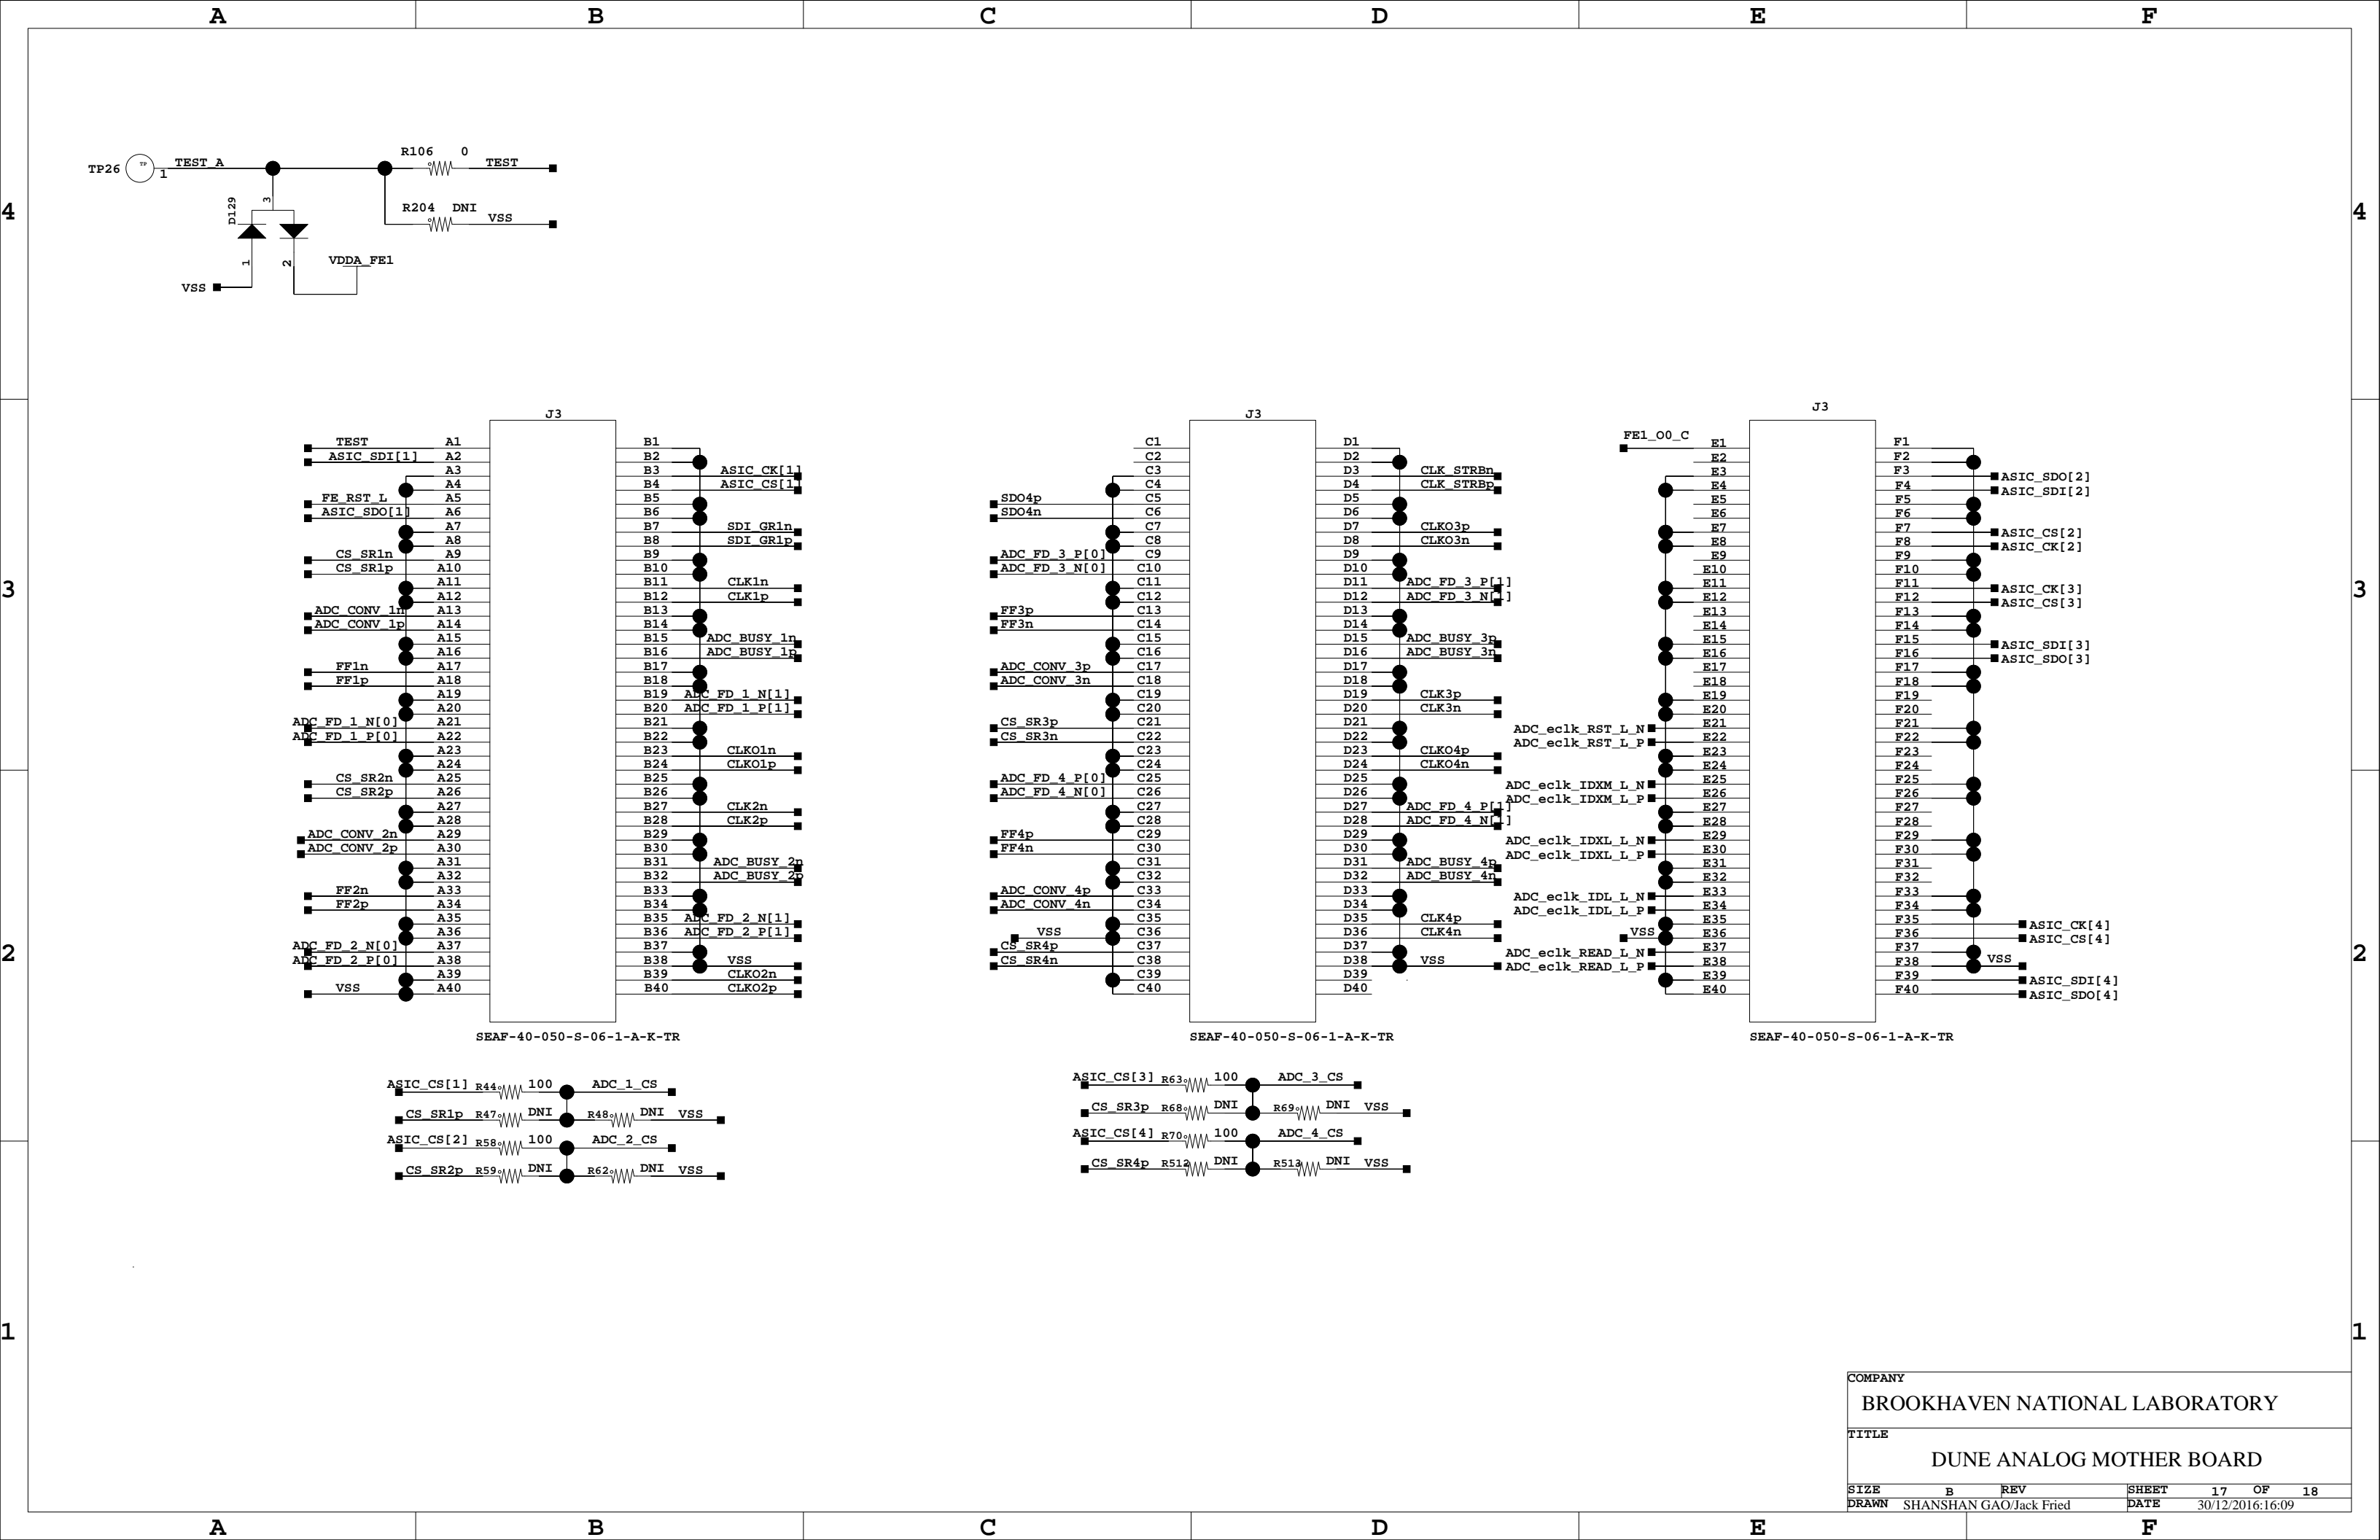 A B C D E F
4 4
3 3
2 2
1 1
TP26 TP 1 TEST_A R106 0 TEST
R204 DNI VSS
D129 3 1 2
VDDA_FE1
VSS
J3
TEST A1 B1
ASIC_SDI[1] A2 B2
A3 B3 ASIC_CK[1]
A4 B4 ASIC_CS[1]
FE_RST_L A5 B5
ASIC_SDO[1] A6 B6
A7 B7 SDI_GR1n
A8 B8 SDI_GR1p
CS_SR1n A9 B9
CS_SR1p A10 B10
A11 B11 CLK1n
A12 B12 CLK1p
ADC_CONV_1n A13 B13
ADC_CONV_1p A14 B14
A15 B15 ADC_BUSY_1n
A16 B16 ADC_BUSY_1p
FF1n A17 B17
FF1p A18 B18
A19 B19 ADC_FD_1_N[1]
A20 B20 ADC_FD_1_P[1]
ADC_FD_1_N[0] A21 B21
ADC_FD_1_P[0] A22 B22
A23 B23 CLKO1n
A24 B24 CLKO1p
CS_SR2n A25 B25
CS_SR2p A26 B26
A27 B27 CLK2n
A28 B28 CLK2p
ADC_CONV_2n A29 B29
ADC_CONV_2p A30 B30
A31 B31 ADC_BUSY_2n
A32 B32 ADC_BUSY_2p
FF2n A33 B33
FF2p A34 B34
A35 B35 ADC_FD_2_N[1]
A36 B36 ADC_FD_2_P[1]
ADC_FD_2_N[0] A37 B37
ADC_FD_2_P[0] A38 B38 VSS
A39 B39 CLKO2n
VSS A40 B40 CLKO2p
SEAF-40-050-S-06-1-A-K-TR
J3
C1 D1
C2 D2
C3 D3 CLK_STRBn
C4 D4 CLK_STRBp
SDO4p C5 D5
SDO4n C6 D6
C7 D7 CLKO3p
C8 D8 CLKO3n
ADC_FD_3_P[0] C9 D9
ADC_FD_3_N[0] C10 D10
C11 D11 ADC_FD_3_P[1]
C12 D12 ADC_FD_3_N[1]
FF3p C13 D13
FF3n C14 D14
C15 D15 ADC_BUSY_3p
C16 D16 ADC_BUSY_3n
ADC_CONV_3p C17 D17
ADC_CONV_3n C18 D18
C19 D19 CLK3p
C20 D20 CLK3n
CS_SR3p C21 D21
CS_SR3n C22 D22
C23 D23 CLKO4p
C24 D24 CLKO4n
ADC_FD_4_P[0] C25 D25
ADC_FD_4_N[0] C26 D26
C27 D27 ADC_FD_4_P[1]
C28 D28 ADC_FD_4_N[1]
FF4p C29 D29
FF4n C30 D30
C31 D31 ADC_BUSY_4p
C32 D32 ADC_BUSY_4n
ADC_CONV_4p C33 D33
ADC_CONV_4n C34 D34
C35 D35 CLK4p
VSS C36 D36 CLK4n
CS_SR4p C37 D37
CS_SR4n C38 D38 VSS
C39 D39
C40 D40
SEAF-40-050-S-06-1-A-K-TR
J3
FE1_O0_C E1 F1
E2 F2
E3 F3 ASIC_SDO[2]
E4 F4 ASIC_SDI[2]
E5 F5
E6 F6
E7 F7 ASIC_CS[2]
E8 F8 ASIC_CK[2]
E9 F9
E10 F10
E11 F11 ASIC_CK[3]
E12 F12 ASIC_CS[3]
E13 F13
E14 F14
E15 F15 ASIC_SDI[3]
E16 F16 ASIC_SDO[3]
E17 F17
E18 F18
E19 F19
E20 F20
ADC_eclk_RST_L_N E21 F21
ADC_eclk_RST_L_P E22 F22
E23 F23
E24 F24
ADC_eclk_IDXM_L_N E25 F25
ADC_eclk_IDXM_L_P E26 F26
E27 F27
E28 F28
ADC_eclk_IDXL_L_N E29 F29
ADC_eclk_IDXL_L_P E30 F30
E31 F31
E32 F32
ADC_eclk_IDL_L_N E33 F33
ADC_eclk_IDL_L_P E34 F34
E35 F35 ASIC_CK[4]
VSS E36 F36 ASIC_CS[4]
ADC_eclk_READ_L_N E37 F37
ADC_eclk_READ_L_P E38 F38 VSS
E39 F39 ASIC_SDI[4]
E40 F40 ASIC_SDO[4]
SEAF-40-050-S-06-1-A-K-TR
ASIC_CS[1] R44 100 ADC_1_CS
CS_SR1p R47 DNI R48 DNI VSS
ASIC_CS[2] R58 100 ADC_2_CS
CS_SR2p R59 DNI R62 DNI VSS
ASIC_CS[3] R63 100 ADC_3_CS
CS_SR3p R68 DNI R69 DNI VSS
ASIC_CS[4] R70 100 ADC_4_CS
CS_SR4p R512 DNI R513 DNI VSS
COMPANY
BROOKHAVEN NATIONAL LABORATORY
TITLE
DUNE ANALOG MOTHER BOARD
SIZE B REV SHEET 17 OF 18
DRAWN SHANSHAN GAO/Jack Fried DATE 30/12/2016:16:09
A B C D E F